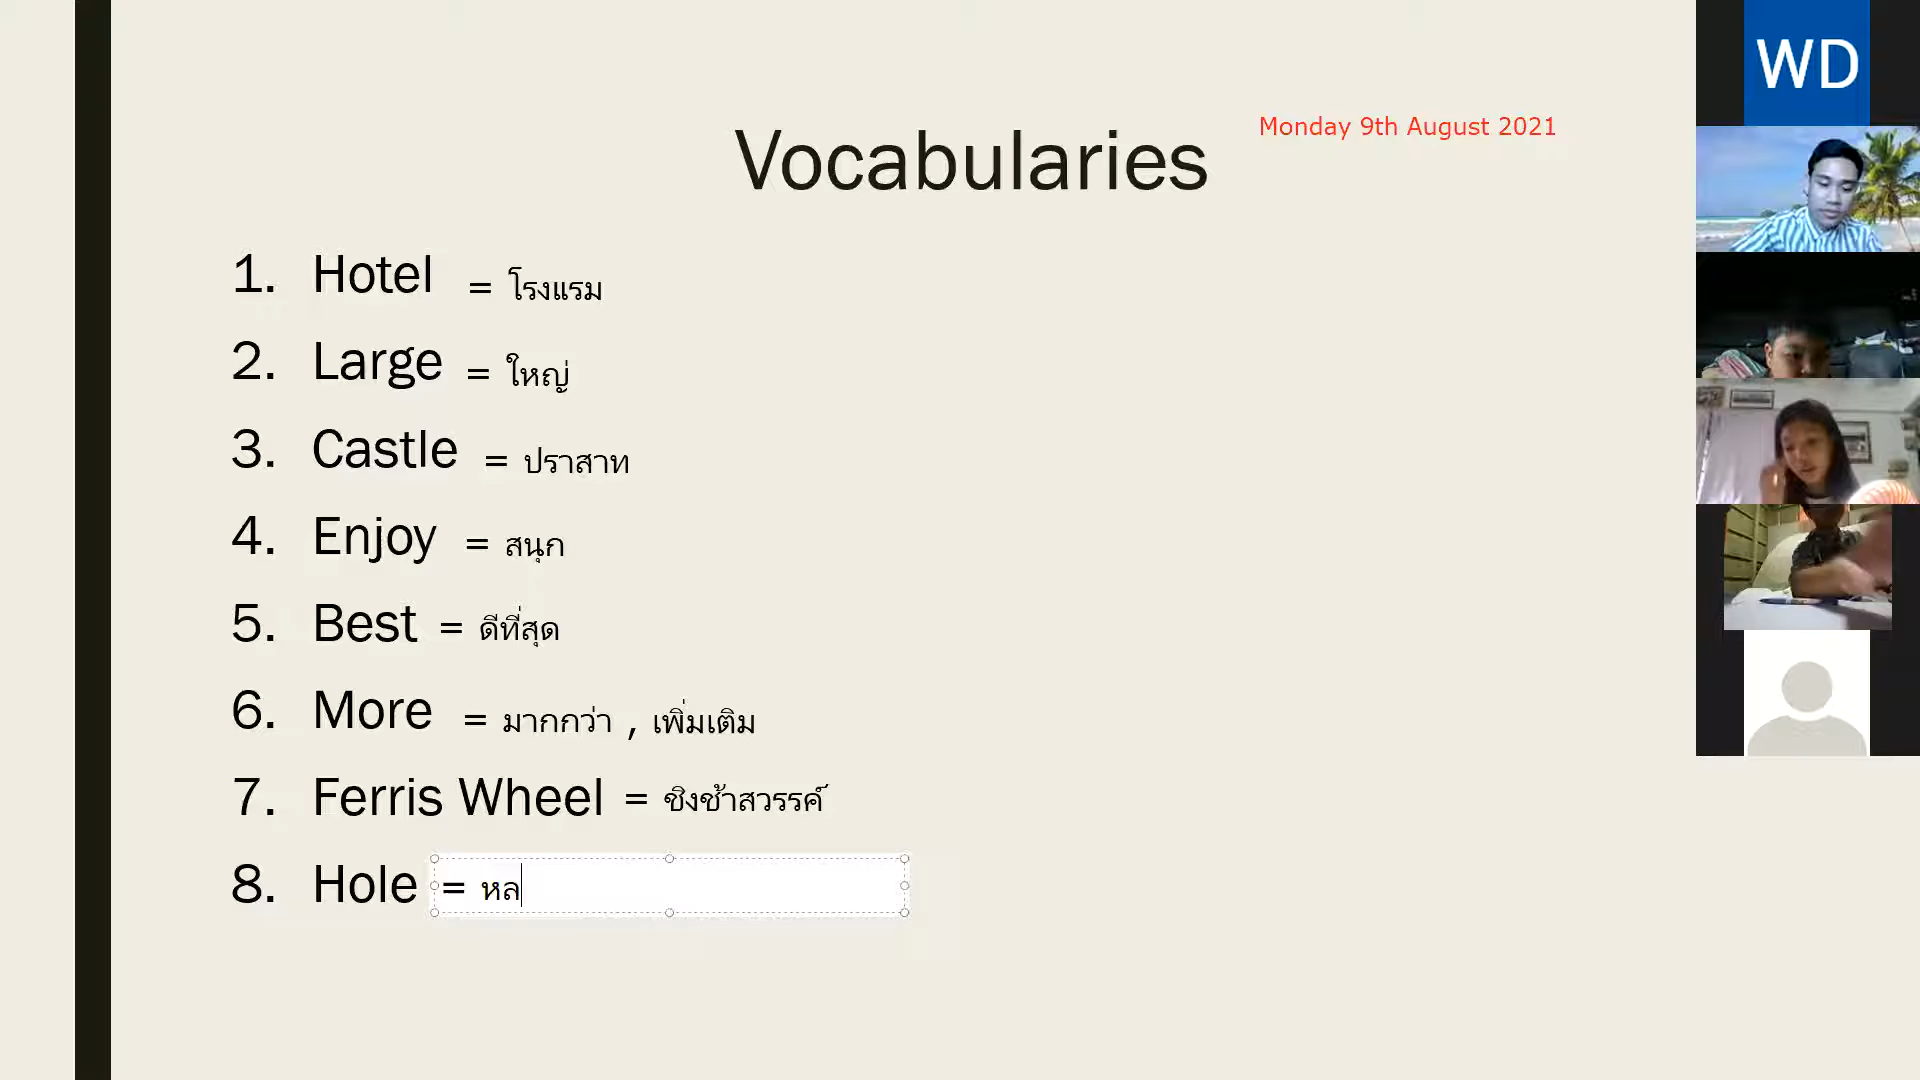 WD
Monday 9th August 2021
Vocabularies
1. Hotel = โรงแรม
2. Large = ใหญ่
3. Castle = ปราสาท
4. Enjoy = สนุก
5. Best = ดีที่สุด
6. More = มากกว่า , เพิ่มเติม
7. Ferris Wheel = ชิงช้าสวรรค์
8. Hole = หล